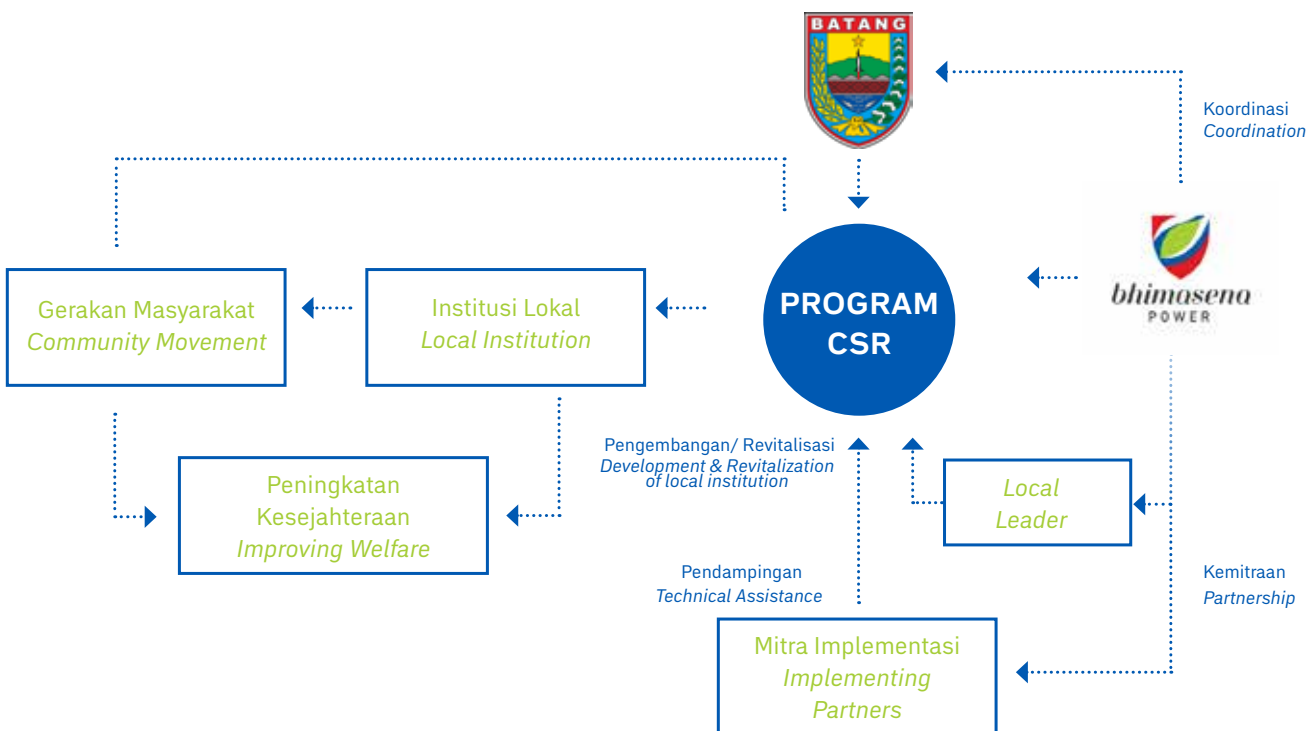 BATANG
Koordinasi
Coordination
bhimasena
POWER
PROGRAM
CSR
Institusi Lokal
Local Institution
Gerakan Masyarakat
Community Movement
Peningkatan
Kesejahteraan
Improving Welfare
Pengembangan/ Revitalisasi
Development & Revitalization
of local institution
Local
Leader
Pendampingan
Technical Assistance
Kemitraan
Partnership
Mitra Implementasi
Implementing
Partners